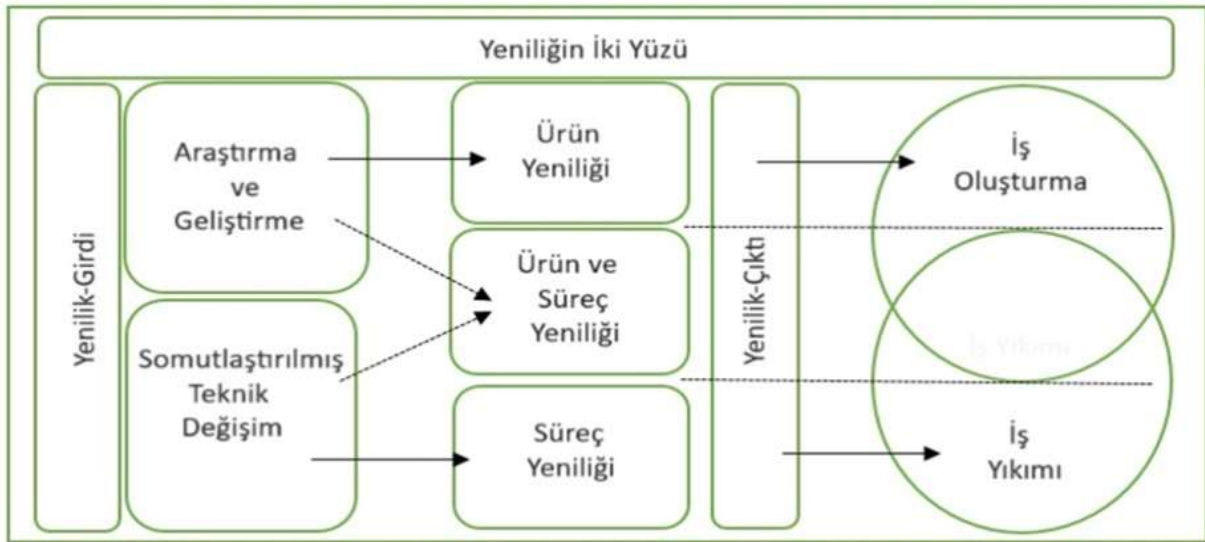 Yeniliğin İki Yüzü
Yenilik-Girdi
Araştırma
ve
Geliştirme
Somutlaştırılmış
Teknik
Değişim
Ürün
Yeniliği
Ürün ve
Süreç
Yeniliği
Süreç
Yeniliği
Yenilik-Çıktı
İş
Oluşturma
İş Yıkımı
İş
Yıkımı